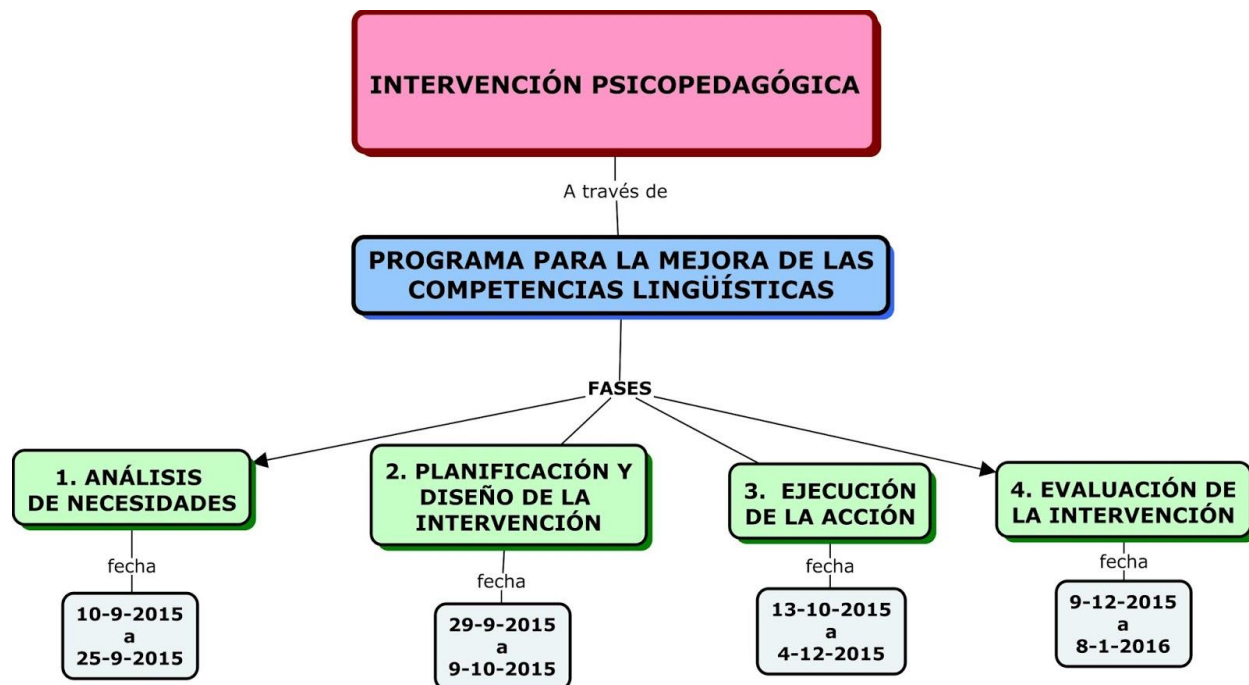 INTERVENCIÓN PSICOPEDAGÓGICA
A través de
PROGRAMA PARA LA MEJORA DE LAS
COMPETENCIAS LINGÜÍSTICAS
FASES
1. ANÁLISIS
DE NECESIDADES
fecha
10-9-2015
a
25-9-2015
2. PLANIFICACIÓN Y
DISEÑO DE LA
INTERVENCIÓN
fecha
29-9-2015
a
9-10-2015
3. EJECUCIÓN
DE LA ACCIÓN
fecha
13-10-2015
a
4-12-2015
4. EVALUACIÓN DE
LA INTERVENCIÓN
fecha
9-12-2015
a
8-1-2016